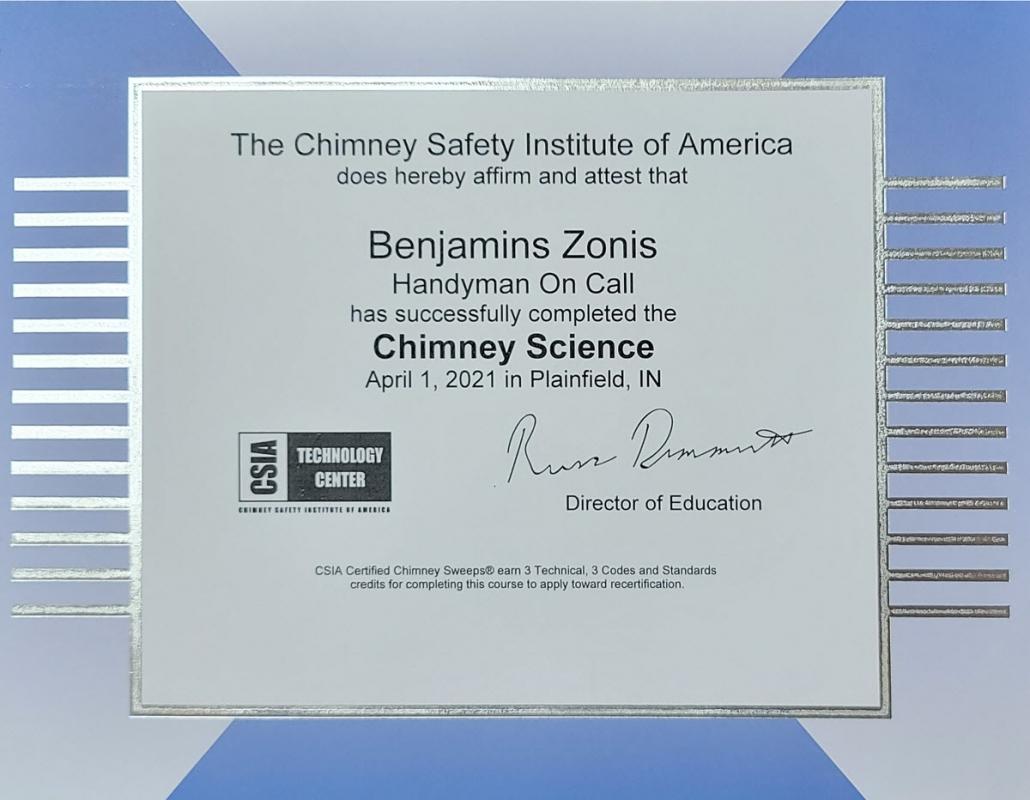 The Chimney Safety Institute of America
does hereby affirm and attest that
Benjamins Zonis
Handyman On Call
has successfully completed the
Chimney Science
April 1, 2021 in Plainfield, IN
Russ Dimmitt
Director of Education
CSIA
TECHNOLOGY
CENTER
CHIMNEY SAFETY INSTITUTE OF AMERICA
CSIA Certified Chimney Sweeps® earn 3 Technical, 3 Codes and Standards
credits for completing this course to apply toward recertification.